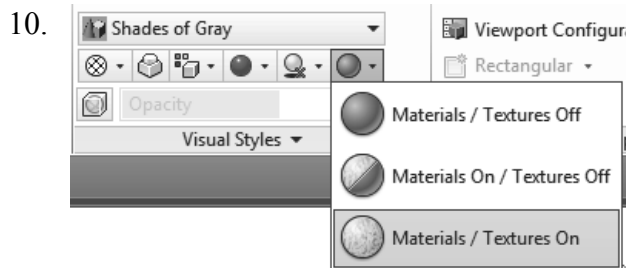 10.
Shades of Gray
Viewport Configur
Rectangular
Opacity
Visual Styles
Materials / Textures Off
Materials On / Textures Off
Materials / Textures On